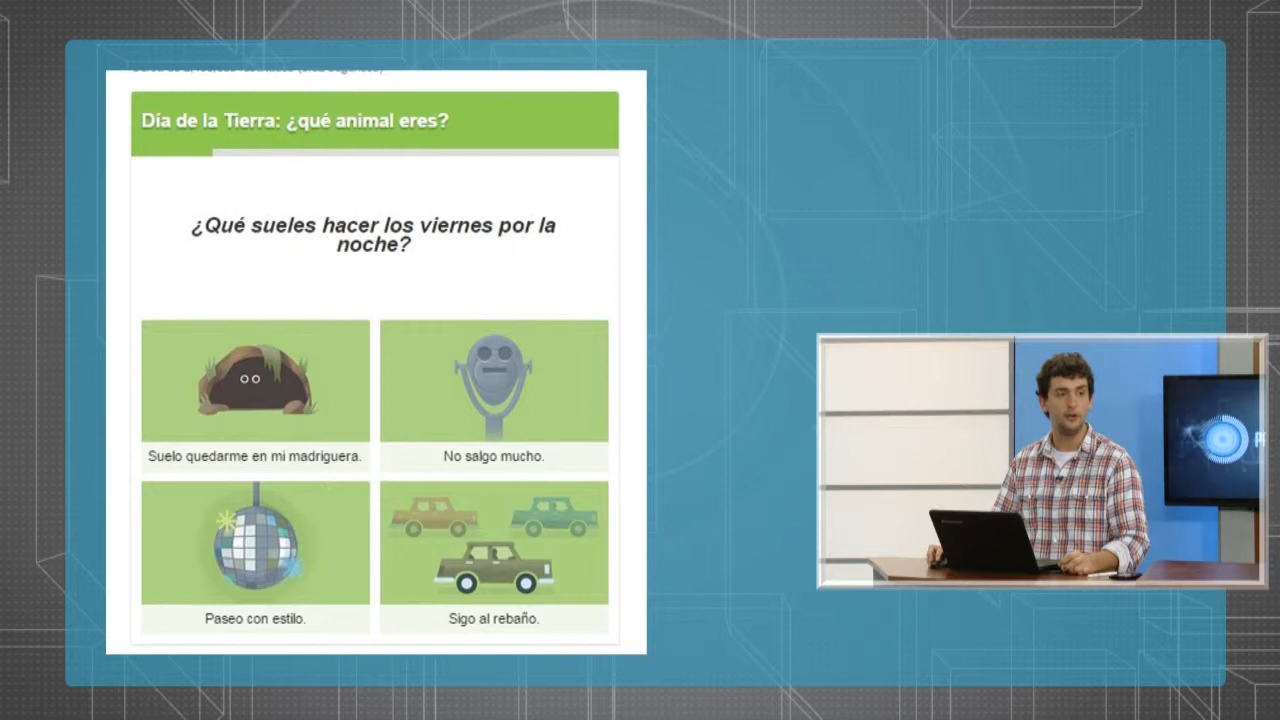 Día de la Tierra: ¿qué animal eres?
¿Qué sueles hacer los viernes por la
noche?
Suelo quedarme en mi madriguera.
No salgo mucho.
Paseo con estilo.
Sigo al rebaño.